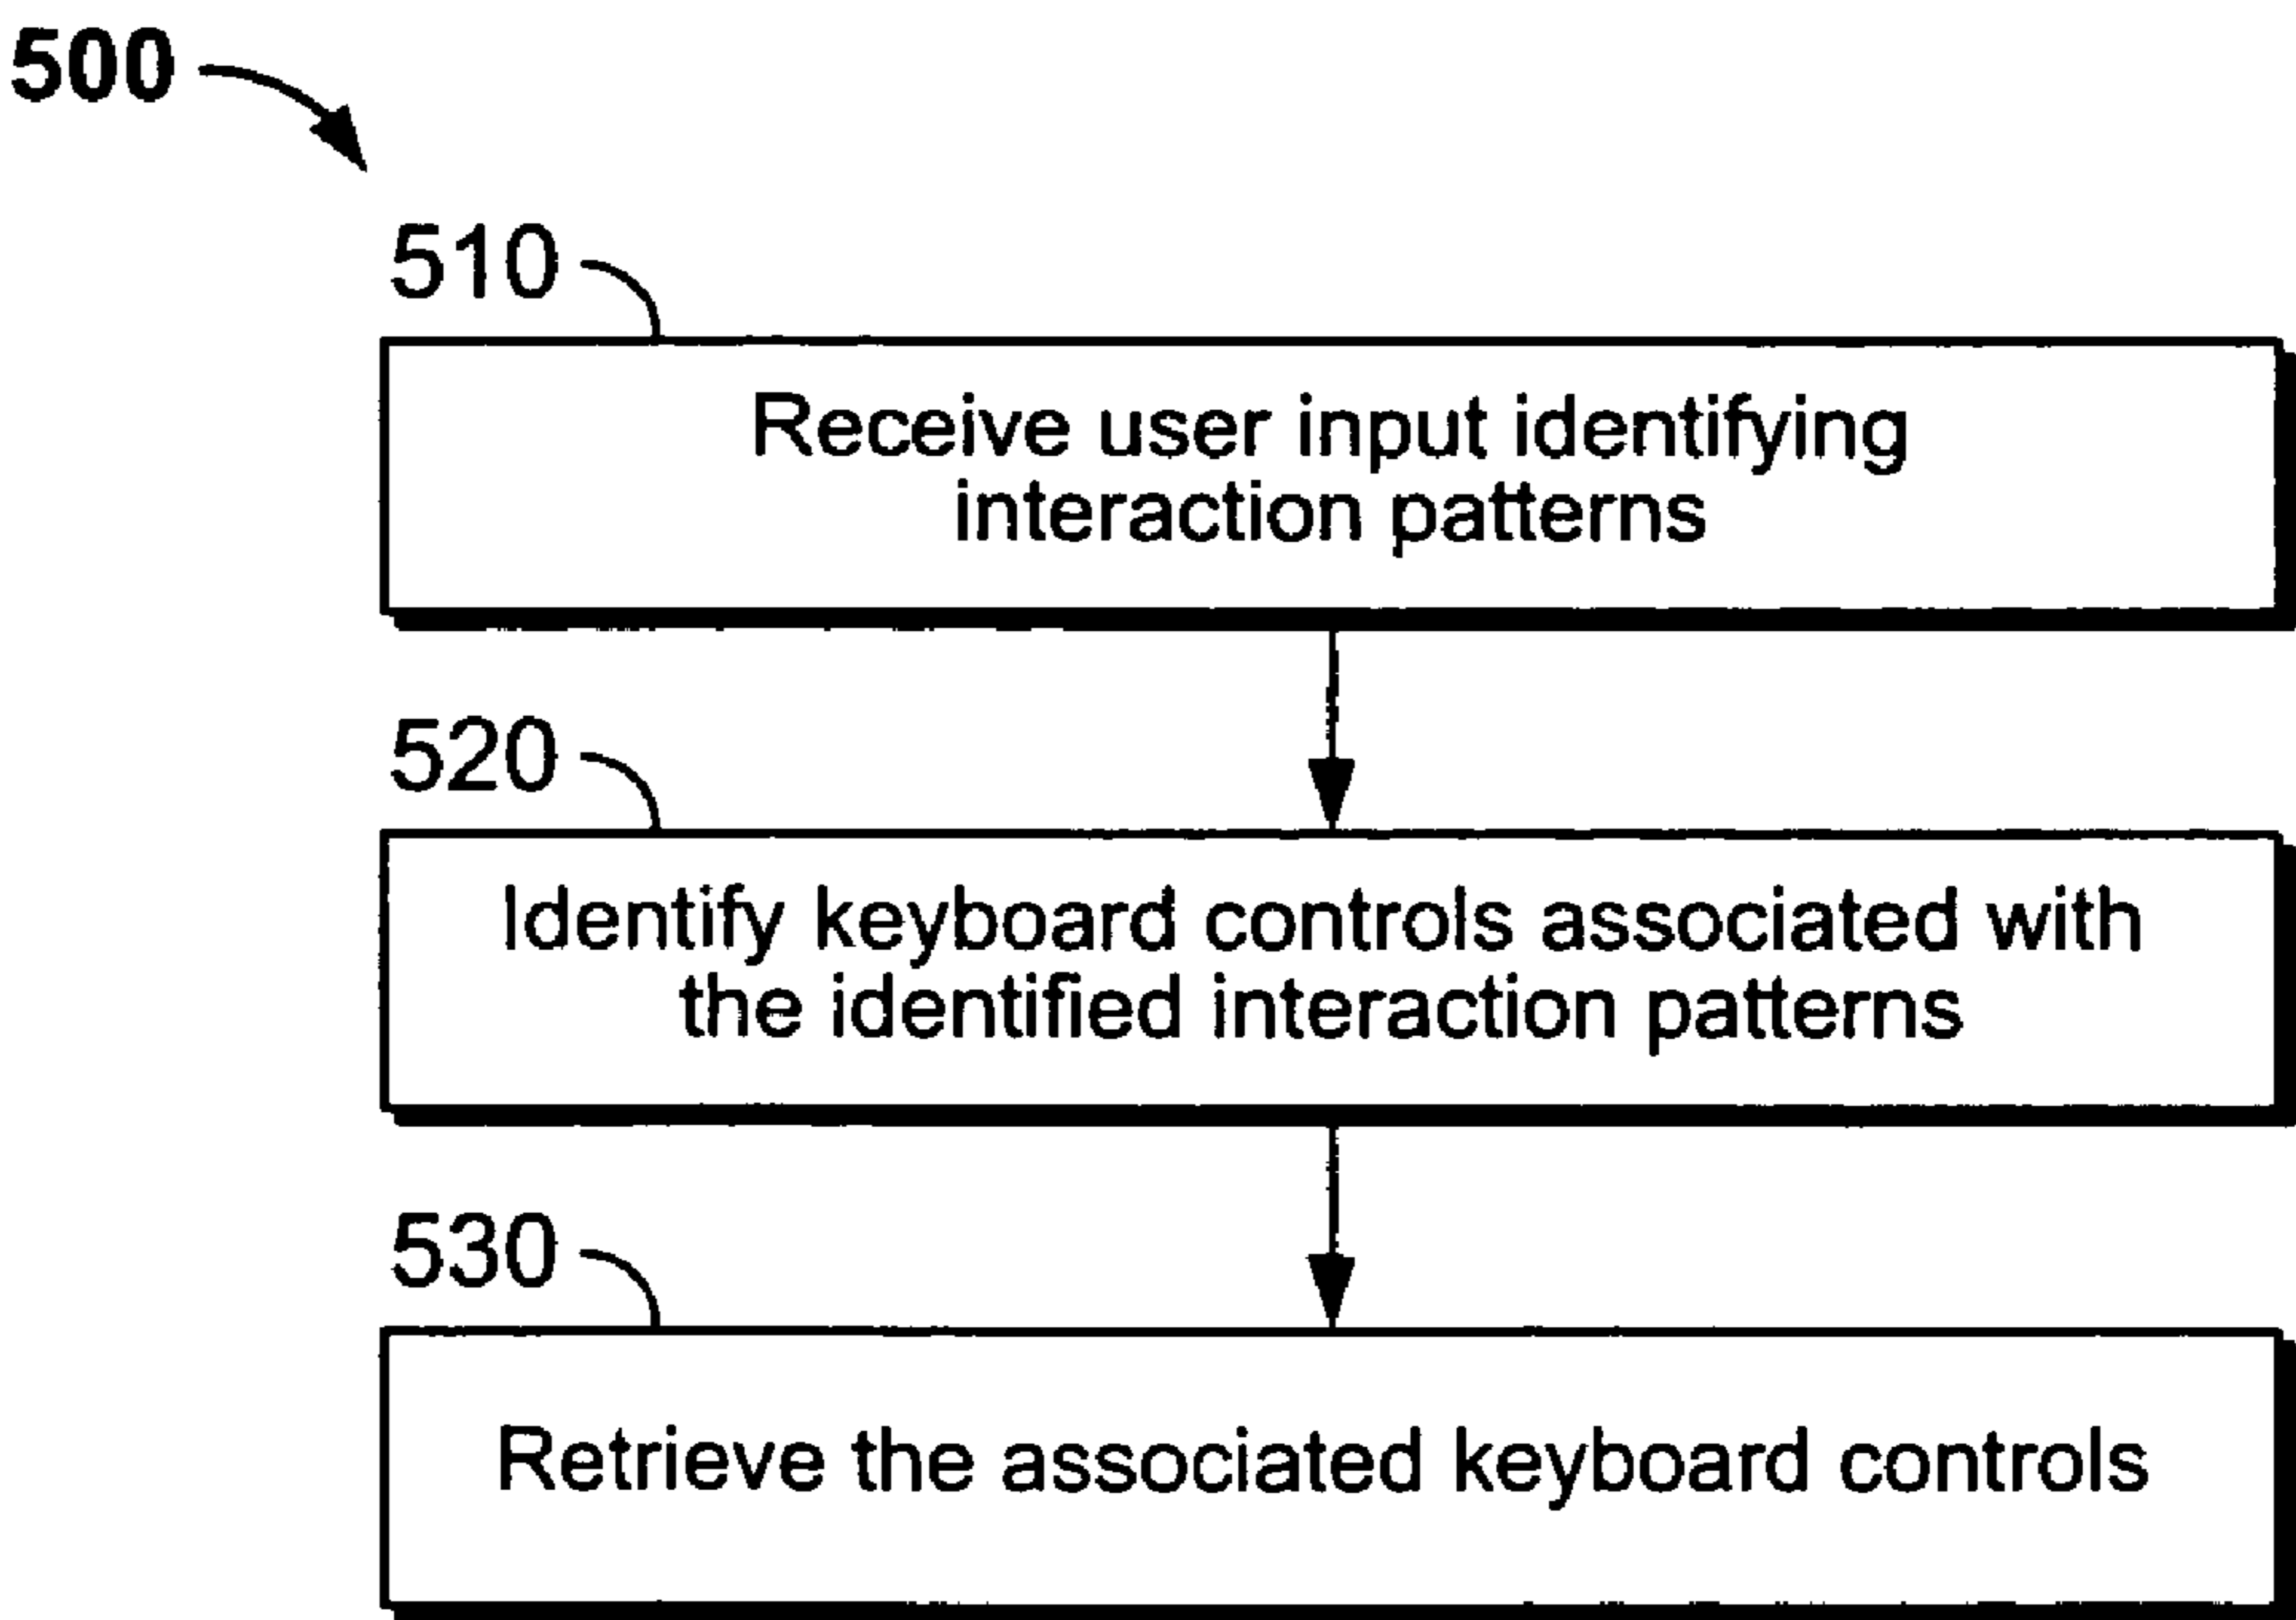 500
510
Receive user input identifying
interaction patterns
520
Identify keyboard controls associated with
the identified interaction patterns
530
Retrieve the associated keyboard controls